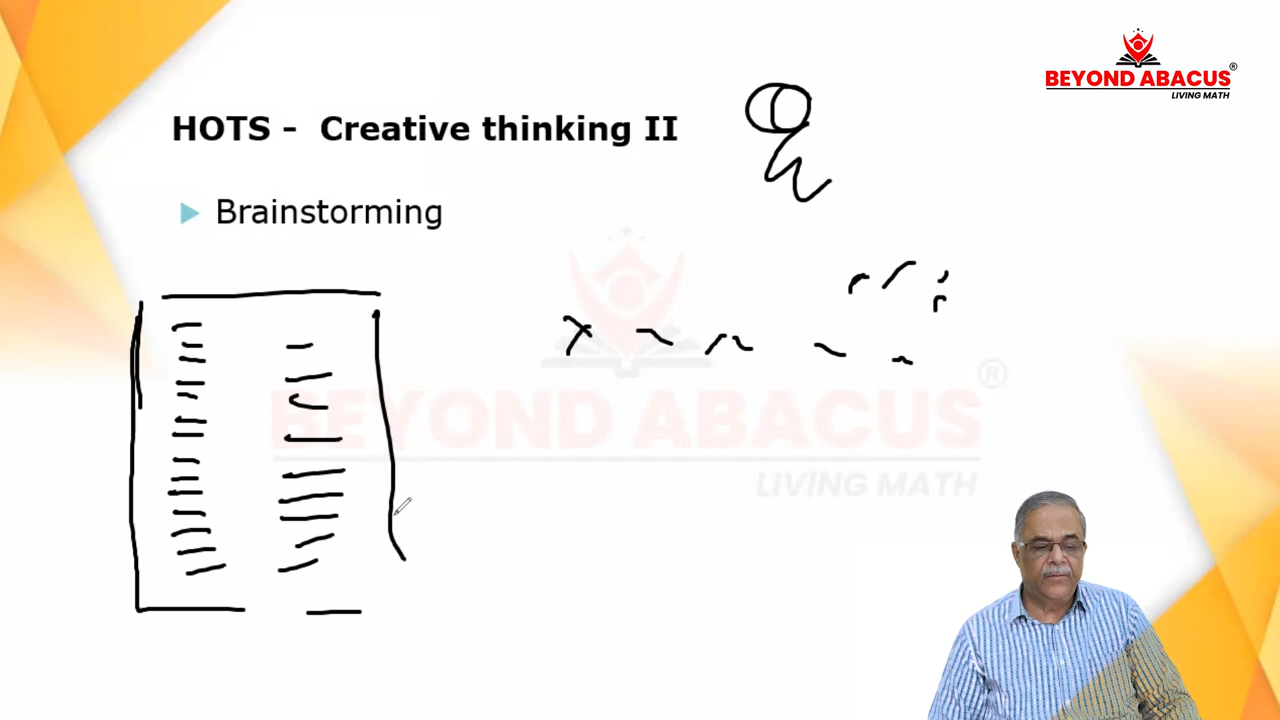 BEYOND ABACUS®
LIVING MATH
HOTS - Creative thinking II
Brainstorming
BEYOND ABACUS®
LIVING MATH